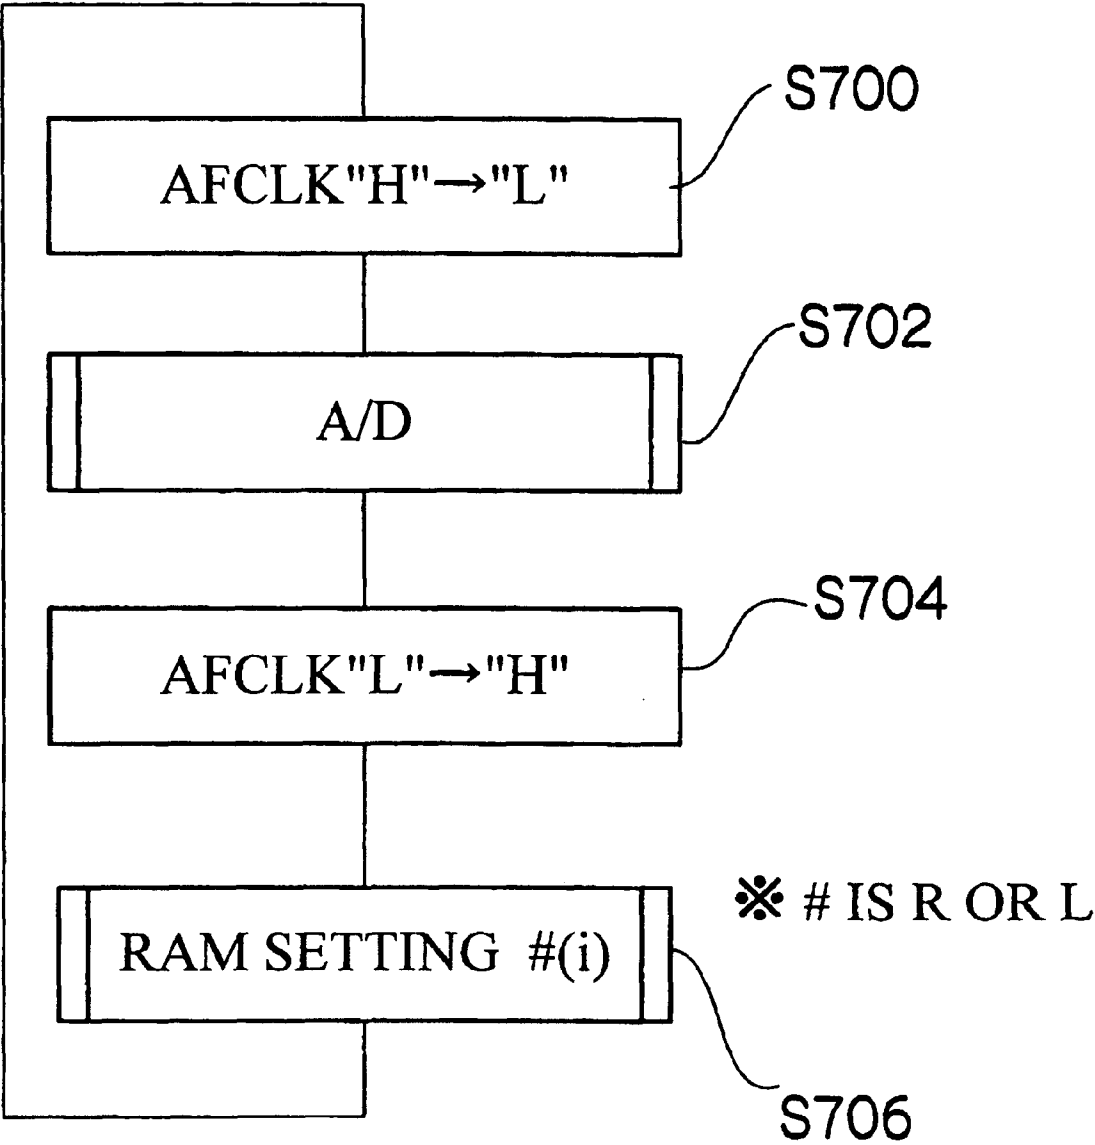 S700
AFCLK"H"→"L"
S702
A/D
S704
AFCLK"L"→"H"
※ # IS R OR L
RAM SETTING #(i)
S706